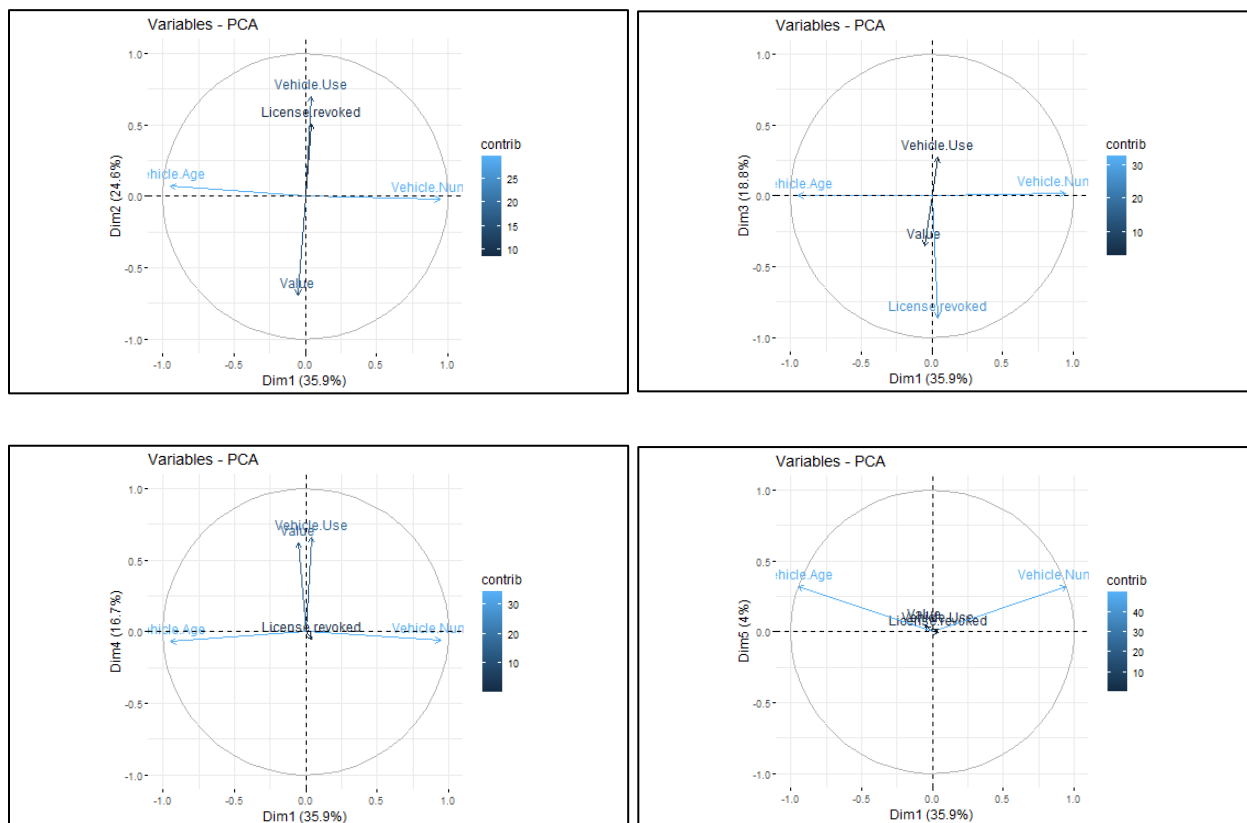 Variables - PCA
1.0
0.5
0.0
-0.5
-1.0
Dim2 (24.6%)
Vehicle.Use
License.revoked
ehicle.Age
Vehicle.Num
Value
-1.0 -0.5 0.0 0.5 1.0
Dim1 (35.9%)
contrib
25
20
15
10
Variables - PCA
1.0
0.5
0.0
-0.5
-1.0
Dim3 (18.8%)
Vehicle.Use
ehicle.Age
Vehicle.Num
Value
License.revoked
-1.0 -0.5 0.0 0.5 1.0
Dim1 (35.9%)
contrib
30
20
10
Variables - PCA
1.0
0.5
0.0
-0.5
-1.0
Dim4 (16.7%)
Vehicle.Use
Value
License.revoked
ehicle.Age
Vehicle.Num
-1.0 -0.5 0.0 0.5 1.0
Dim1 (35.9%)
contrib
30
20
10
Variables - PCA
1.0
0.5
0.0
-0.5
-1.0
Dim5 (4%)
ehicle.Age
Vehicle.Num
Value
Vehicle.Use
License.revoked
-1.0 -0.5 0.0 0.5 1.0
Dim1 (35.9%)
contrib
40
30
20
10